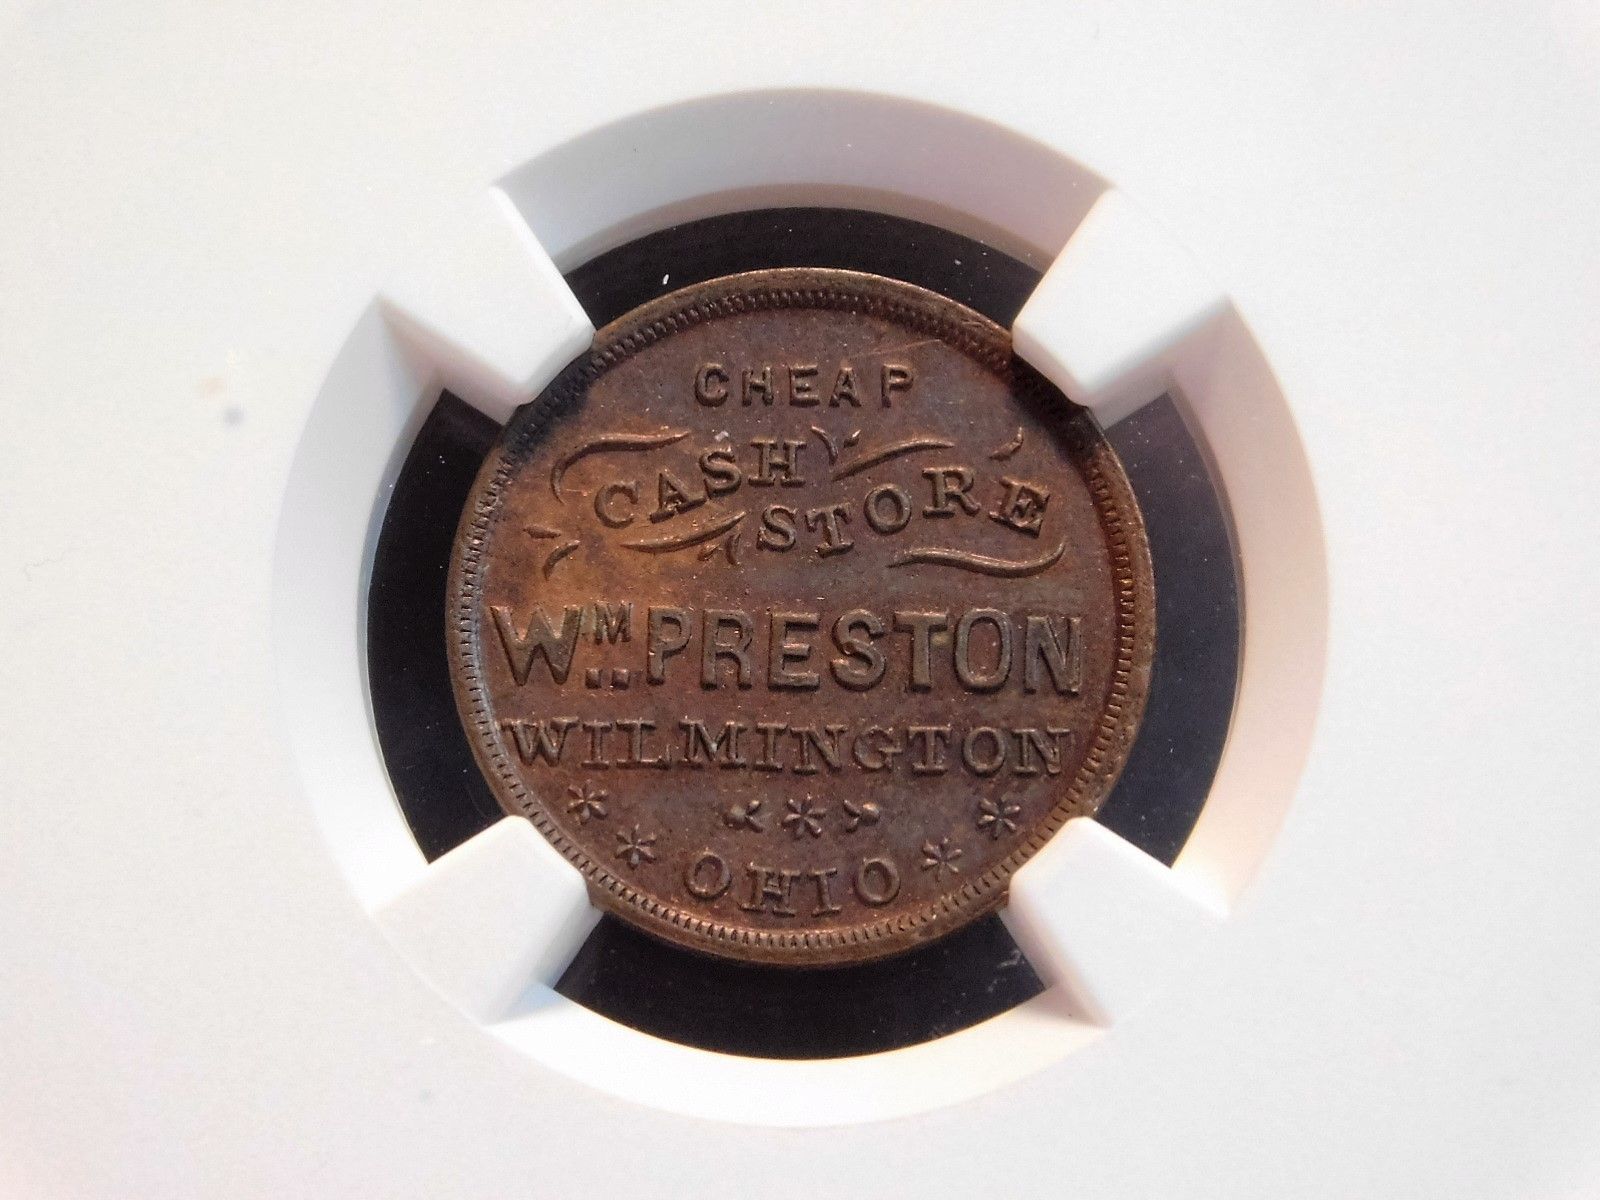 CHEAP
CASH
STORE
WM PRESTON
WILMINGTON
OHIO